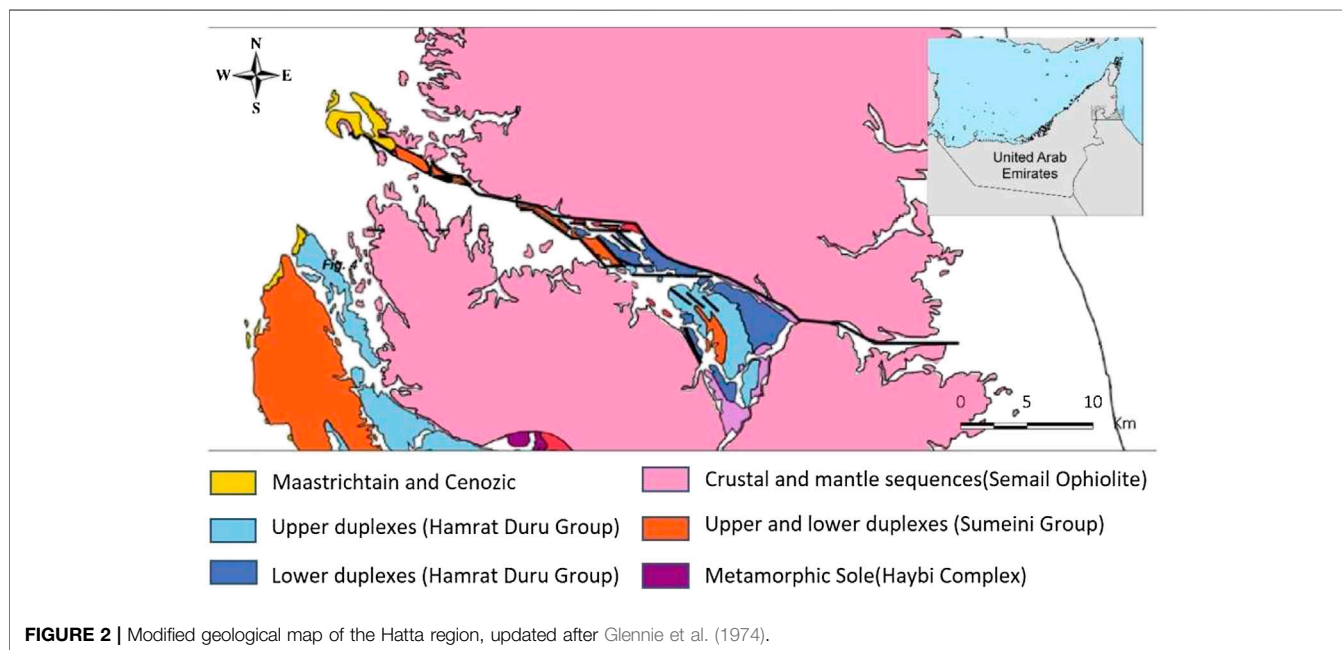 N
W E
S
United Arab
Emirates
Fig. 4
0 5 10
Km
Maastrichtain and Cenozic
Crustal and mantle sequences(Semail Ophiolite)
Upper duplexes (Hamrat Duru Group)
Upper and lower duplexes (Sumeini Group)
Lower duplexes (Hamrat Duru Group)
Metamorphic Sole(Haybi Complex)
FIGURE 2 | Modified geological map of the Hatta region, updated after Glennie et al. (1974).